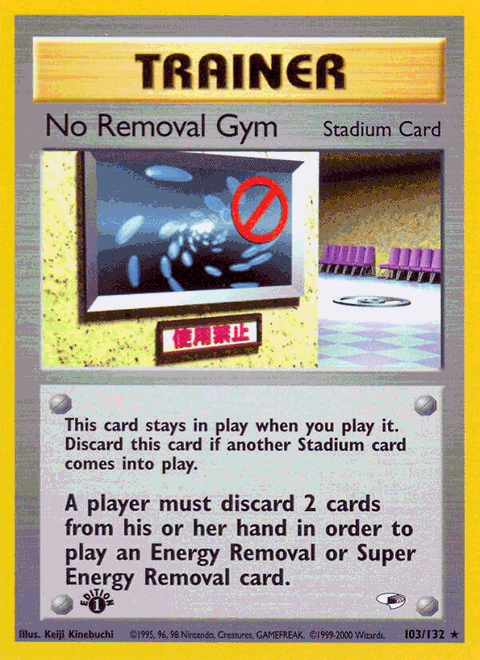 TRAINER
No Removal Gym Stadium Card
使用禁止
This card stays in play when you play it.
Discard this card if another Stadium card
comes into play.
A player must discard 2 cards
from his or her hand in order to
play an Energy Removal or Super
Energy Removal card.
EDITION
1
Illus. Keiji Kinebuchi ©1995, 96, 98 Nintendo, Creatures, GAMEFREAK. ©1999-2000 Wizards. 103/132 ★